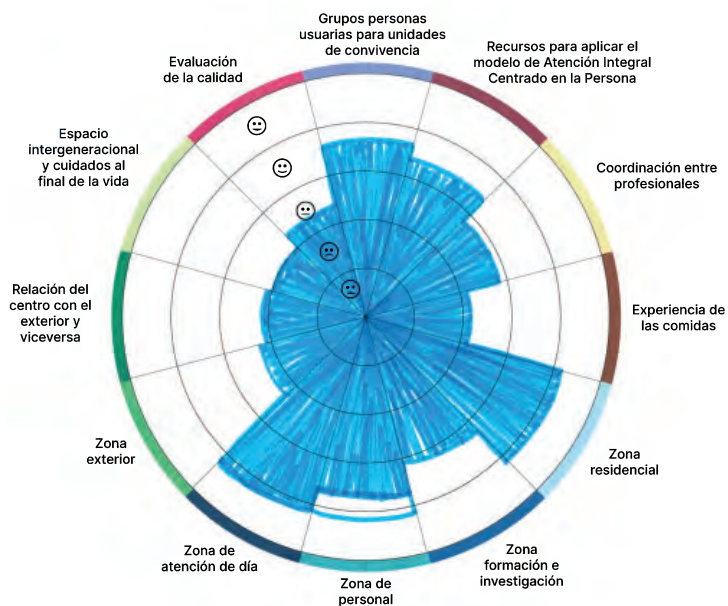 Grupos personas
usuarias para unidades
de convivencia
Recursos para aplicar el
modelo de Atención Integral
Centrado en la Persona
Coordinación entre
profesionales
Experiencia de
las comidas
Zona
residencial
Zona
formación e
investigación
Zona de
personal
Zona de
atención de día
Zona
exterior
Relación del
centro con el
exterior y
viceversa
Espacio
intergeneracional
y cuidados al
final de la vida
Evaluación
de la calidad